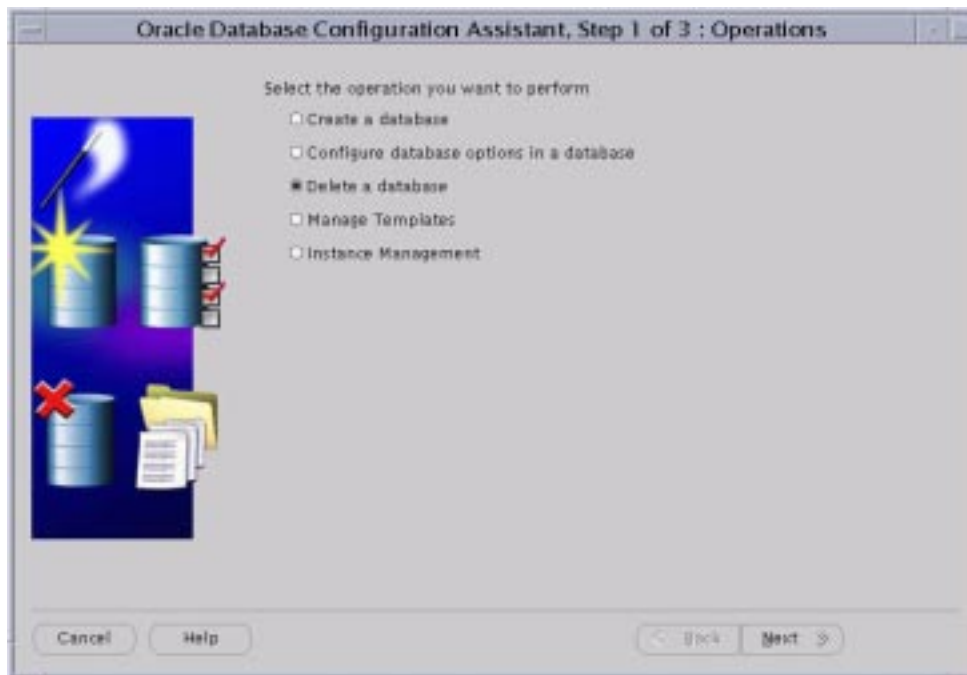 Oracle Database Configuration Assistant, Step 1 of 3 : Operations
Select the operation you want to perform
Create a database
Configure database options in a database
Delete a database
Manage Templates
Instance Management
Cancel
Help
Back
Next